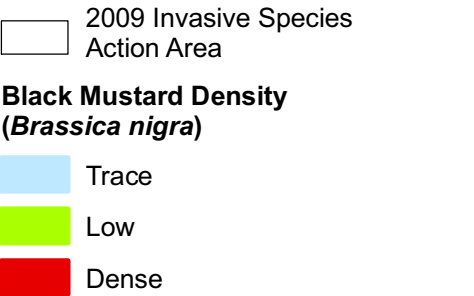 2009 Invasive Species
Action Area
Black Mustard Density
(Brassica nigra)
Trace
Low
Dense